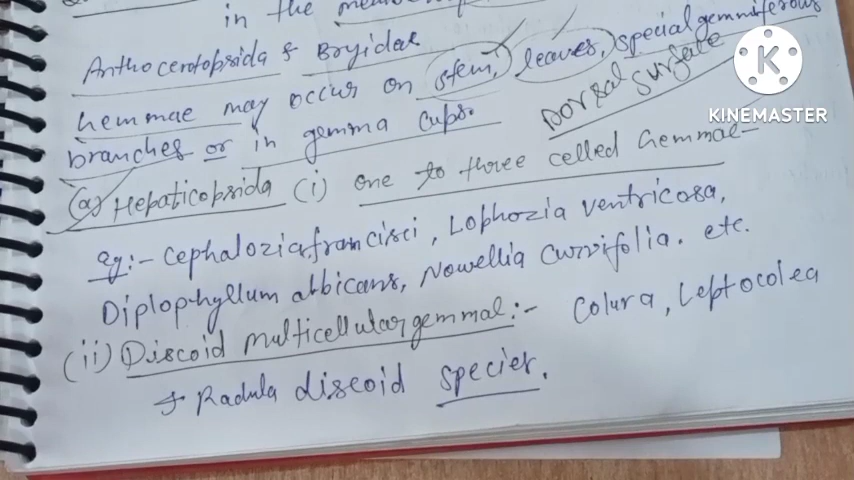 in the
Anthocerotopsida & Bryidae
hemmae may occur on stem, leaves, special gemmiferous
branches or in gemma cups.
Dorsal surface
(a) Hepaticopsida (i) one to three celled hemmae-
eg:- Cephalozia francisci, Lophozia ventricosa,
Diplophyllum albicans, Nowellia curvifolia. etc.
(ii) Discoid multicellular gemmae:- Colura, Leptocolea
& Radula discoid species.
KINEMASTER